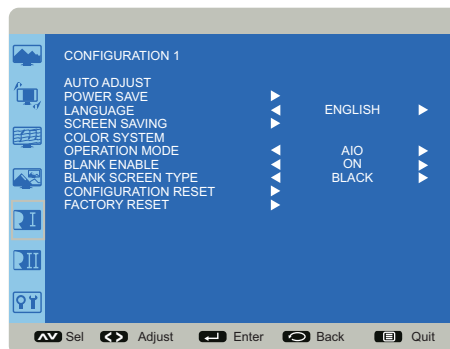 CONFIGURATION 1
AUTO ADJUST
POWER SAVE
LANGUAGE ENGLISH
SCREEN SAVING
COLOR SYSTEM
OPERATION MODE AIO
BLANK ENABLE ON
BLANK SCREEN TYPE BLACK
CONFIGURATION RESET
FACTORY RESET
I
II
Sel Adjust Enter Back Quit